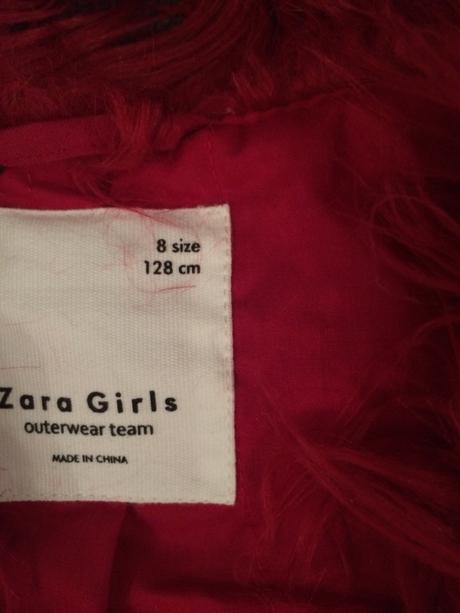 8 size
128 cm
Zara Girls
outerwear team
MADE IN CHINA